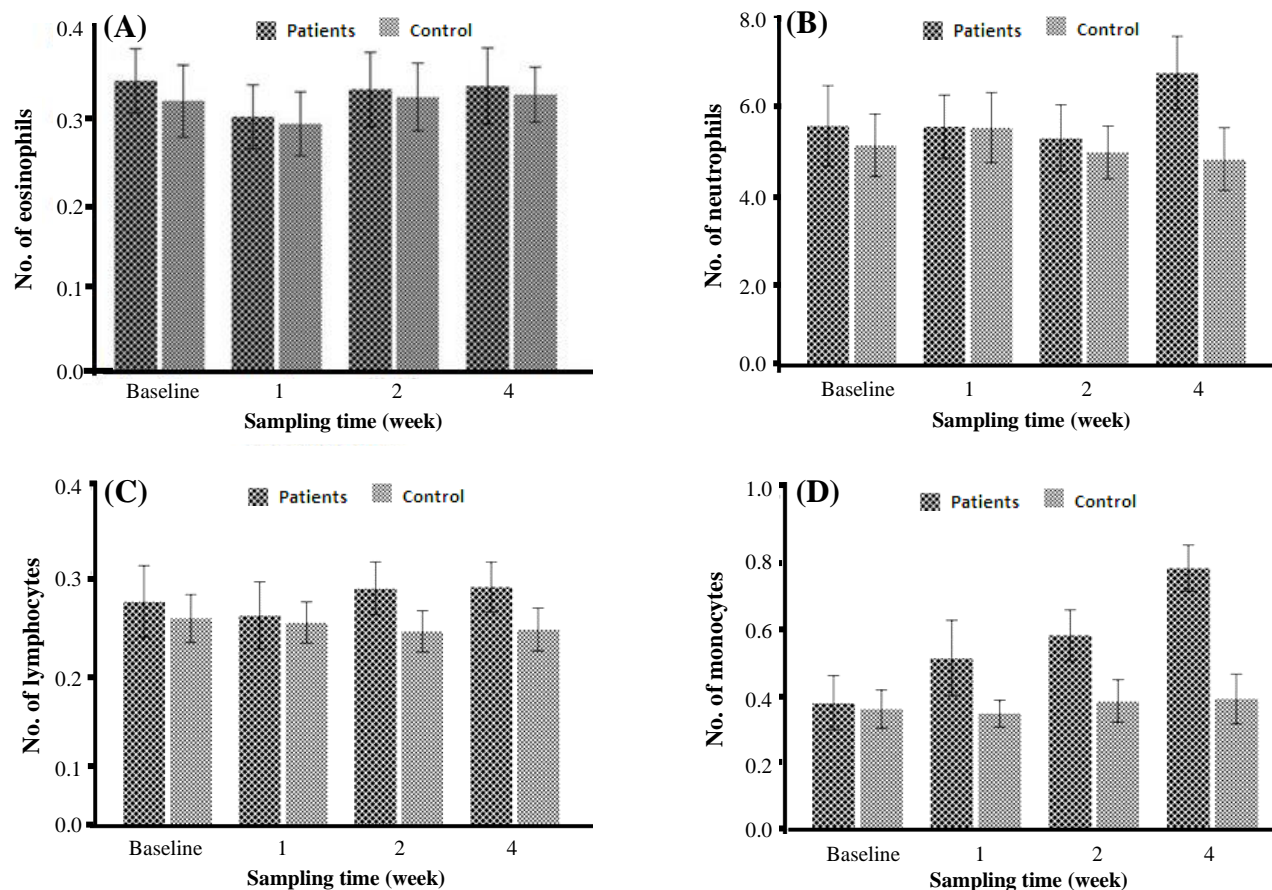 (A)
Patients Control
No. of eosinophils
0.4
0.3
0.2
0.1
0.0
Baseline 1 2 4
Sampling time (week)
(B)
Patients Control
No. of neutrophils
8.0
6.0
4.0
2.0
0.0
Baseline 1 2 4
Sampling time (week)
(C)
Patients Control
No. of lymphocytes
0.4
0.3
0.2
0.1
0.0
Baseline 1 2 4
Sampling time (week)
(D)
Patients Control
No. of monocytes
1.0
0.8
0.6
0.4
0.2
0.0
Baseline 1 2 4
Sampling time (week)